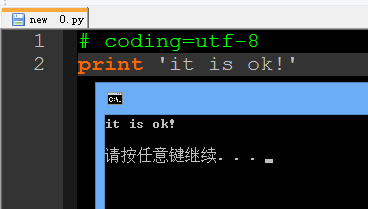 new 0.py
1 # coding=utf-8
2 print 'it is ok!'
C:\.
it is ok!
请按任意键继续. . .